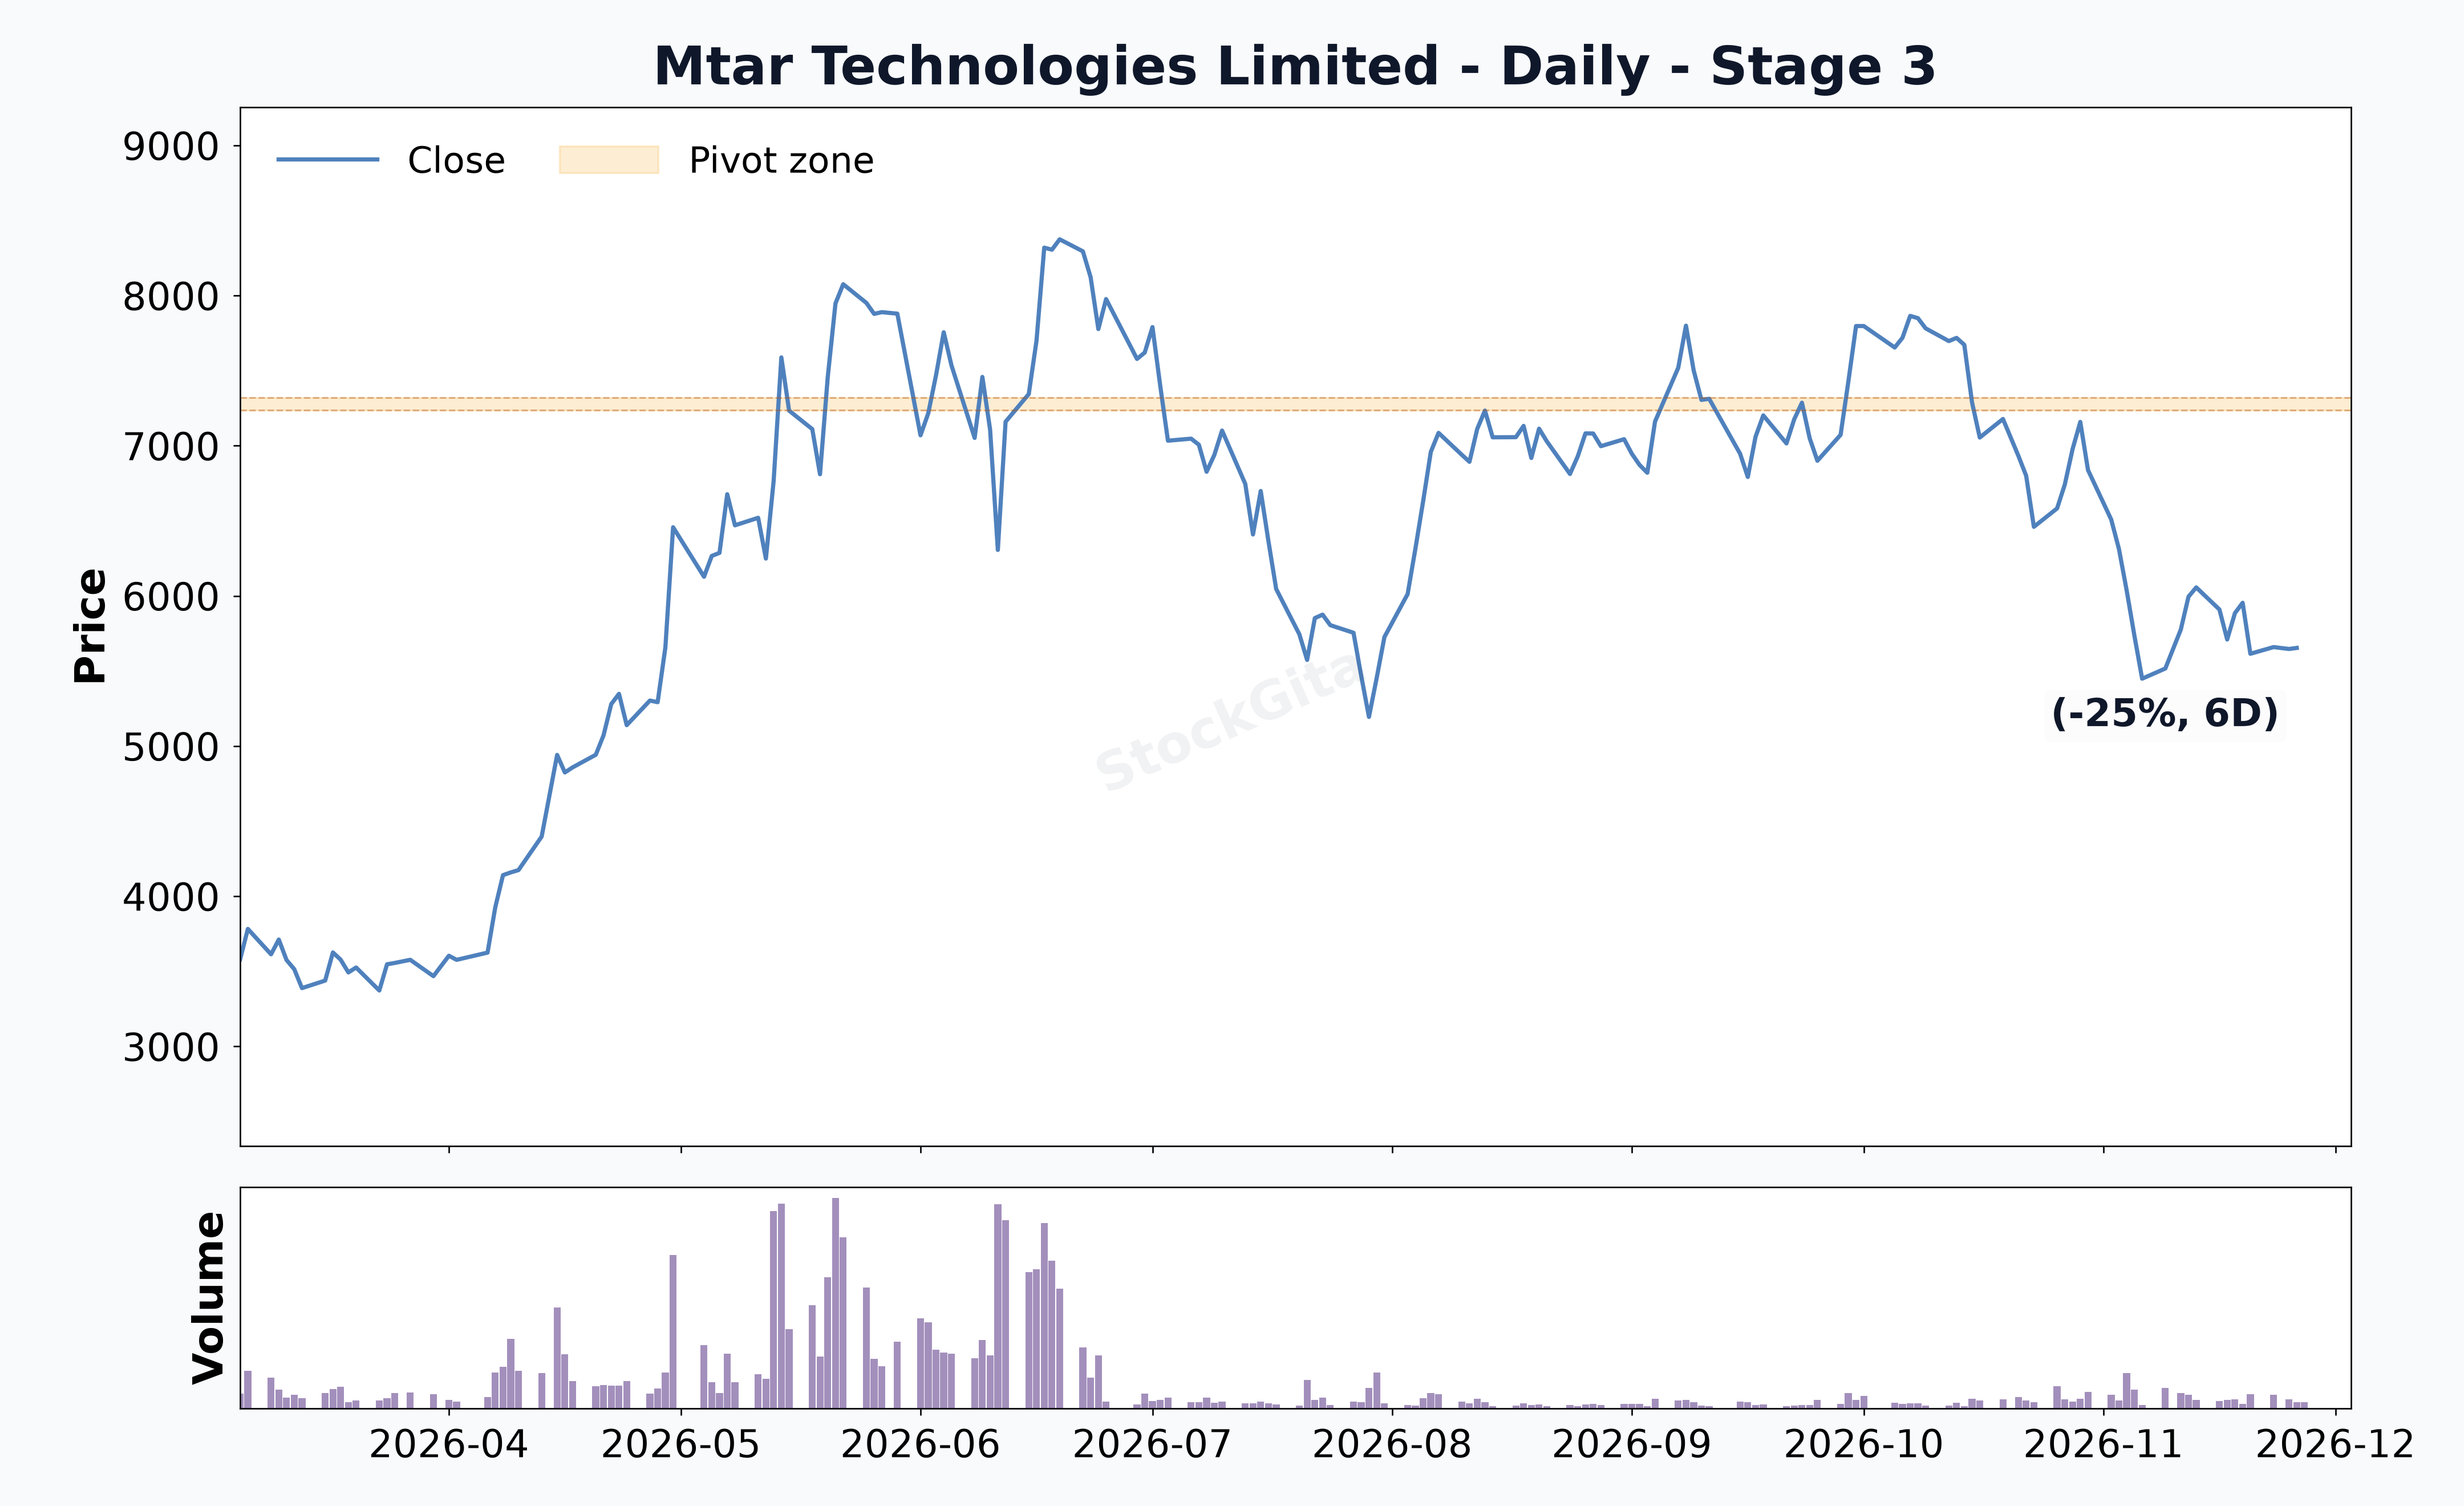 Mtar Technologies Limited - Daily - Stage 3
Close
Pivot zone
9000
8000
7000
6000
5000
4000
3000
Price
StockGita
(-25%, 6D)
Volume
2026-04
2026-05
2026-06
2026-07
2026-08
2026-09
2026-10
2026-11
2026-12